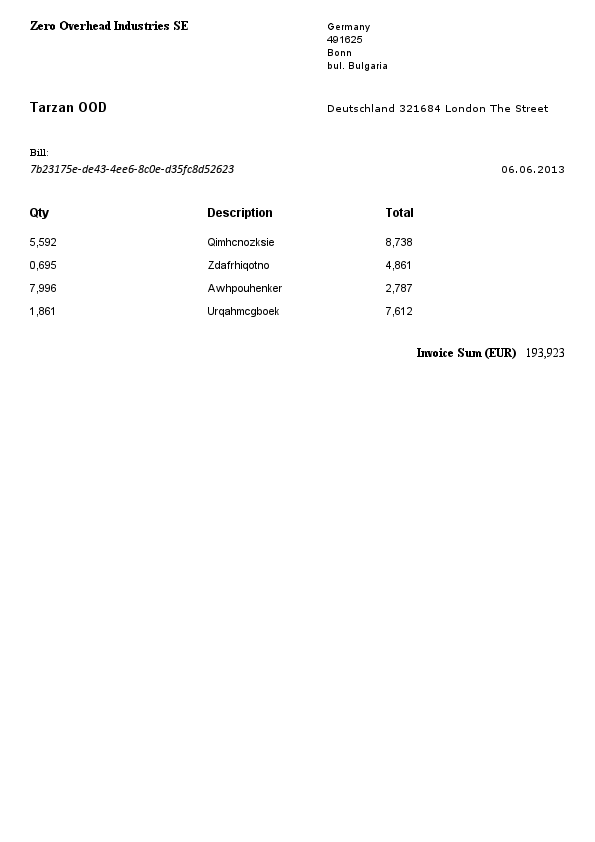 Zero Overhead Industries SE
Germany
491625
Bonn
bul. Bulgaria
Tarzan OOD
Deutschland 321684 London The Street
Bill:
7b23175e-de43-4ee6-8c0e-d35fc8d52623
06.06.2013
Qty Description Total
5,592 Qimhcnozksie 8,738
0,695 Zdafrhiqotno 4,861
7,996 Awhpouhenker 2,787
1,861 Urqahmcgboek 7,612
Invoice Sum (EUR) 193,923